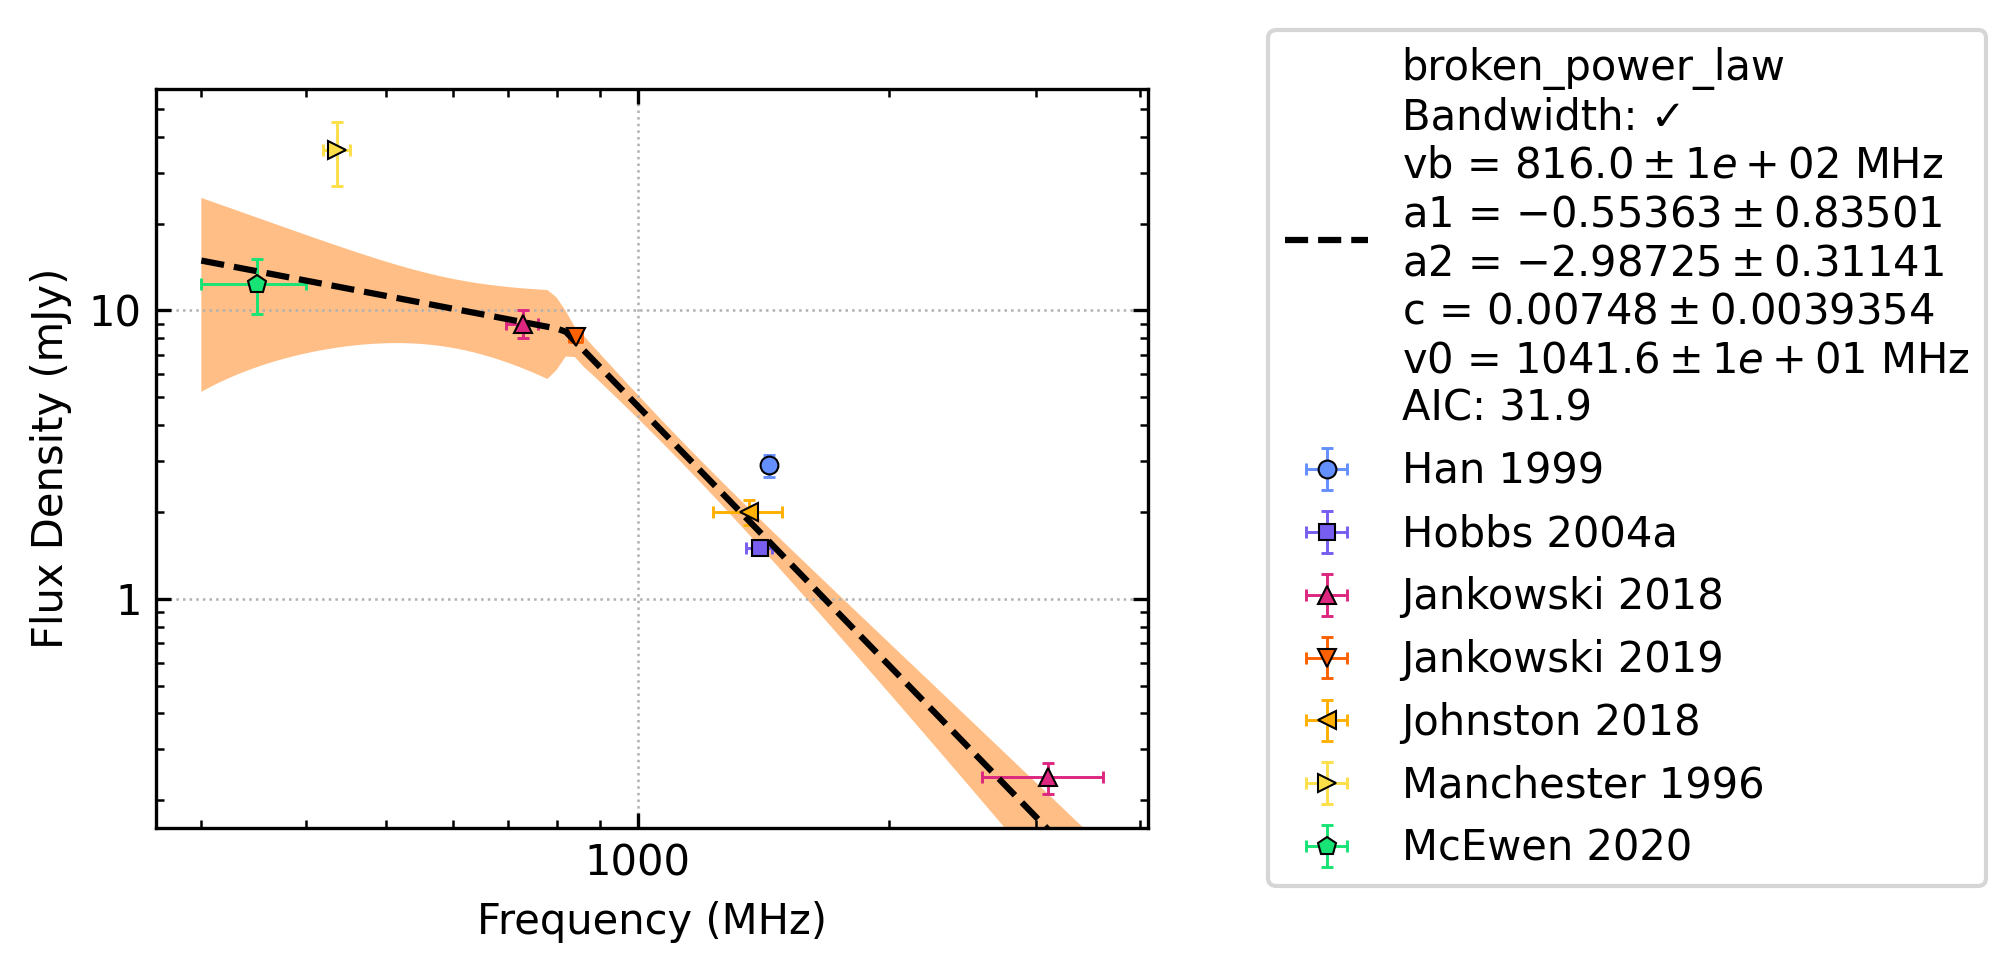 10
1
1000
Flux Density (mJy)
Frequency (MHz)
broken_power_law
Bandwidth: ✓
vb = 816.0 ± 1e + 02 MHz
a1 = −0.55363 ± 0.83501
a2 = −2.98725 ± 0.31141
c = 0.00748 ± 0.0039354
v0 = 1041.6 ± 1e + 01 MHz
AIC: 31.9
Han 1999
Hobbs 2004a
Jankowski 2018
Jankowski 2019
Johnston 2018
Manchester 1996
McEwen 2020